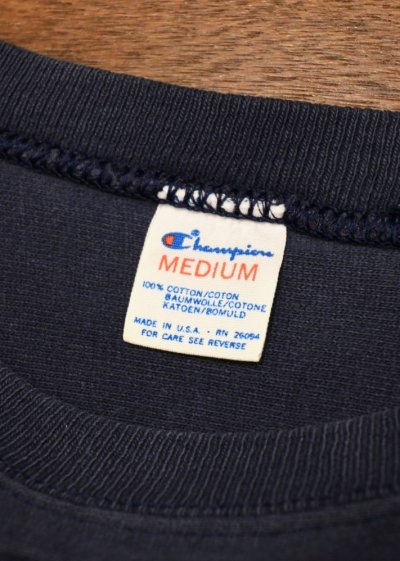 Champion
MEDIUM
100% COTTON/COTON
BAUMWOLLE/COTONE
KATOEN/BOMULD
MADE IN U.S.A. · RN 26094
FOR CARE SEE REVERSE